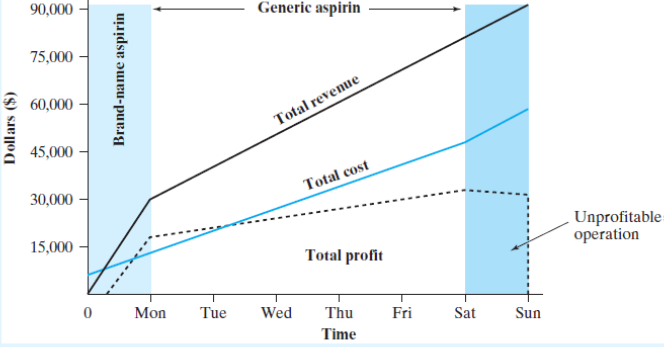 90,000
75,000
60,000
45,000
30,000
15,000
Dollars ($)
Brand-name aspirin
Generic aspirin
Total revenue
Total cost
Total profit
Unprofitable
operation
0 Mon Tue Wed Thu Fri Sat Sun
Time